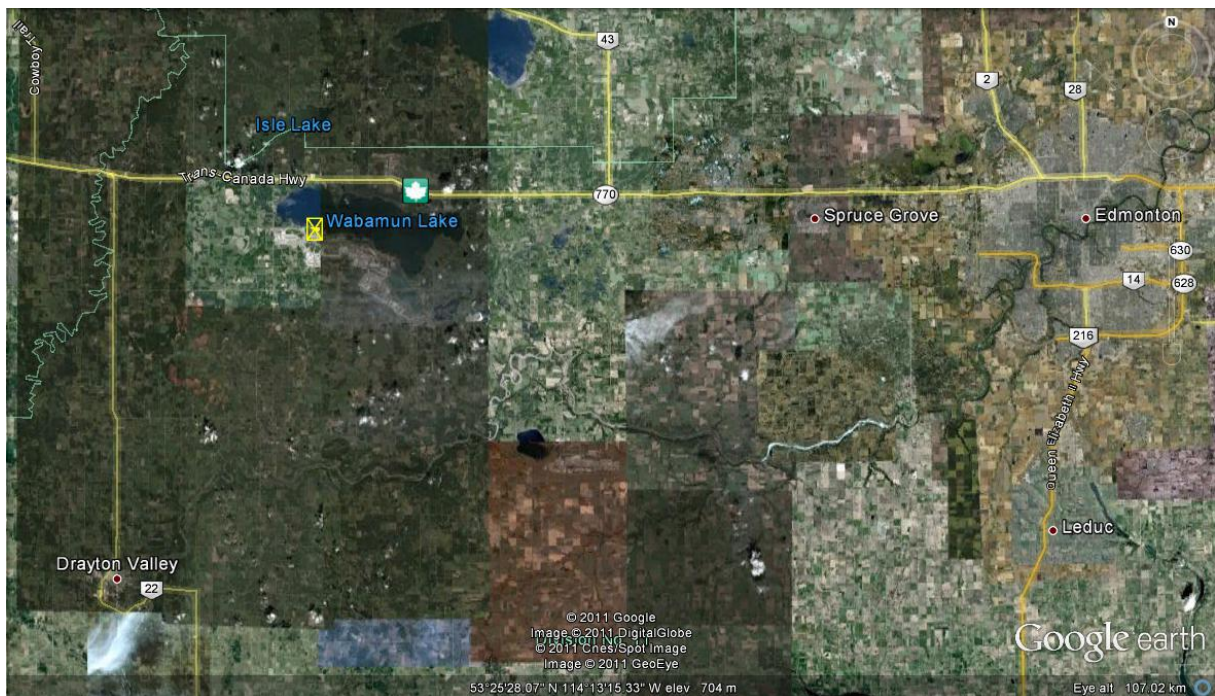 Cowboy Trail
43
N
2
28
Isle Lake
Trans-Canada Hwy
770
Wabamun Lake
Spruce Grove
Edmonton
630
14
628
216
Queen Elizabeth II Hwy
Leduc
Drayton Valley
22
© 2011 Google
Image © 2011 DigitalGlobe
© 2011 Cnes/Spot Image
Image © 2011 GeoEye
Google earth
53°25'28.07" N 114°13'15.33" W elev 704 m
Eye alt 107.02 km